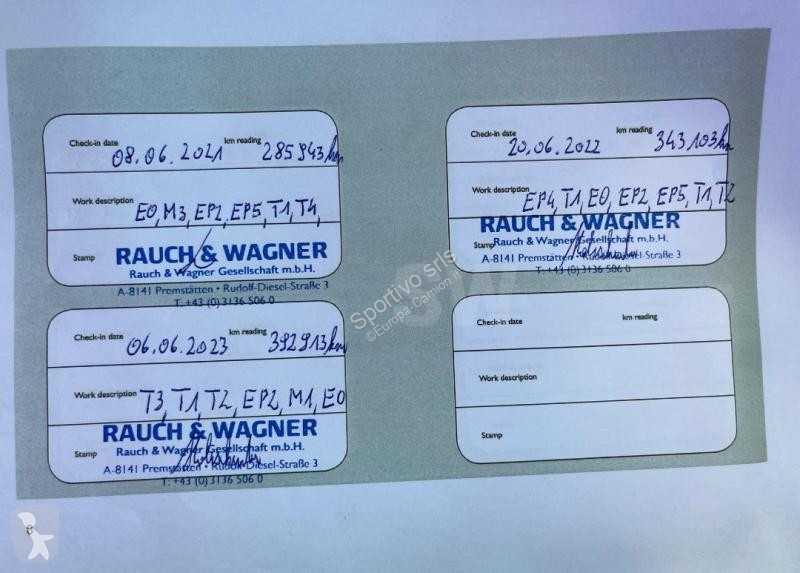 Check-in date 08.06.2021 km reading 285943km
Work description E0, M3, EP2, EP5, T1, T4,
Stamp RAUCH & WAGNER
Rauch & Wagner Gesellschaft m.b.H.
A-8141 Premstätten • Rudolf-Diesel-Straße 3
T: +43 (0) 3136 506 0
Check-in date 20.06.2022 km reading 343103km
Work description EP4, T1, E0, EP2, EP5, T1, T2
RAUCH & WAGNER
Stamp Rauch & Wagner Gesellschaft m.b.H.
A-8141 Premstätten • Rudolf-Diesel-Straße 3
T: +43 (0) 3136 506 0
Check-in date 06.06.2023 km reading 392913km
Work description T3, T1, T2, EP2, M1, E0
RAUCH & WAGNER
Stamp Rauch & Wagner Gesellschaft m.b.H.
A-8141 Premstätten • Rudolf-Diesel-Straße 3
T: +43 (0) 3136 506 0
Check-in date km reading
Work description
Stamp
Sportivo srls
©Europa-Camion.it
8